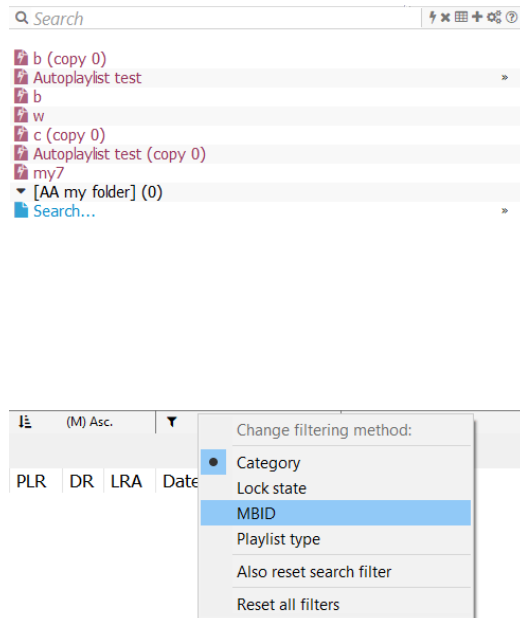 Search
b (copy 0)
Autoplaylist test »
b
w
c (copy 0)
Autoplaylist test (copy 0)
my7
[AA my folder] (0)
Search... »
(M) Asc.
Change filtering method:
PLR DR LRA Date
Category
Lock state
MBID
Playlist type
Also reset search filter
Reset all filters